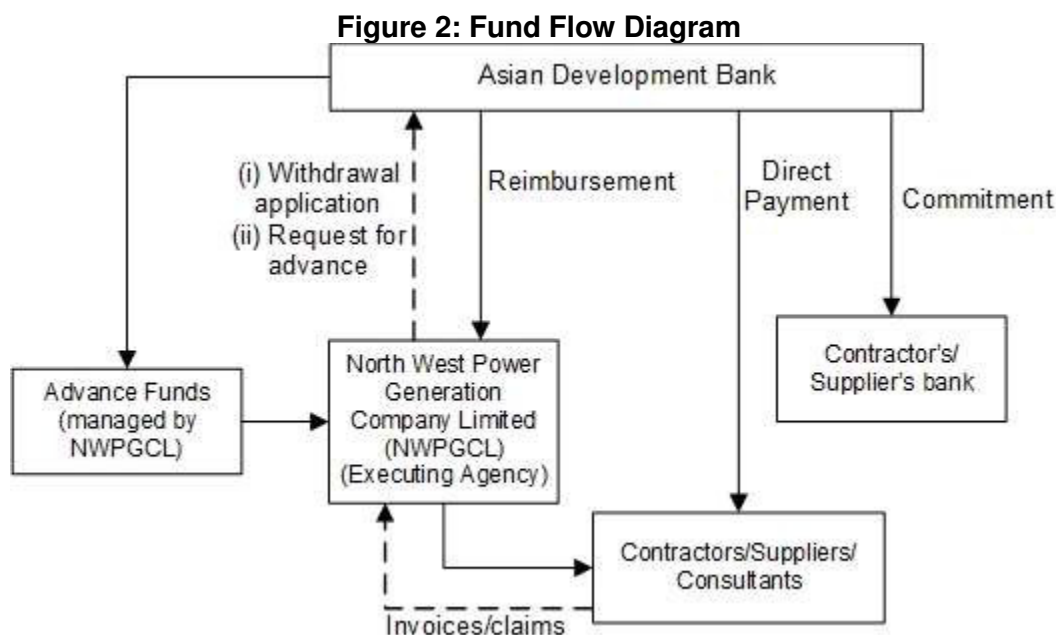 Figure 2: Fund Flow Diagram
Asian Development Bank
(i) Withdrawal
application
(ii) Request for
advance
Reimbursement
Direct
Payment
Commitment
Advance Funds
(managed by
NWPGCL)
North West Power
Generation
Company Limited
(NWPGCL)
(Executing Agency)
Contractor's/
Supplier's bank
Contractors/Suppliers/
Consultants
Invoices/claims